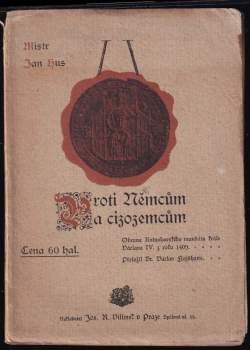 Mistr
Jan Hus
Proti Němcům
a cizozemcům
Cena 60 hal.
Obrana Kutnohorského mandátu krále
Václava IV. z roku 1409.
Přeložil Dr. Václav Flajšhans.
Nakladatel Jos. R. Vilímek v Praze